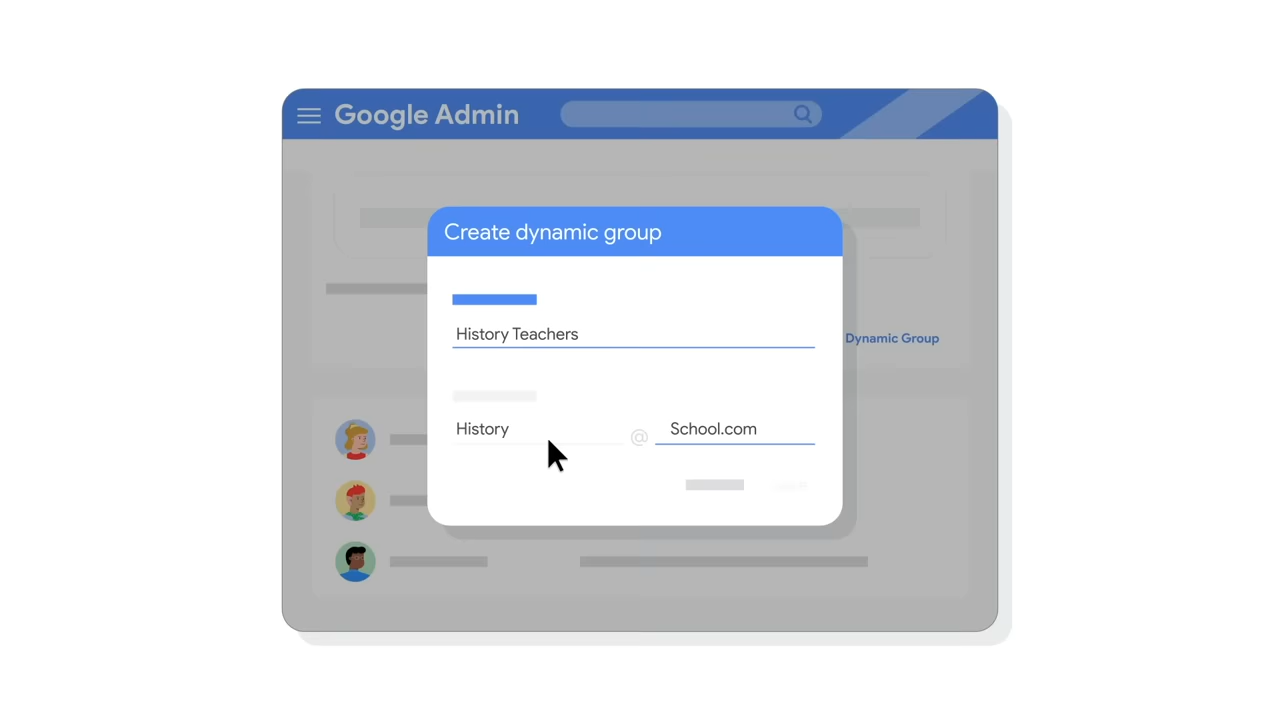 Google Admin
Create dynamic group
History Teachers
Dynamic Group
History @ School.com